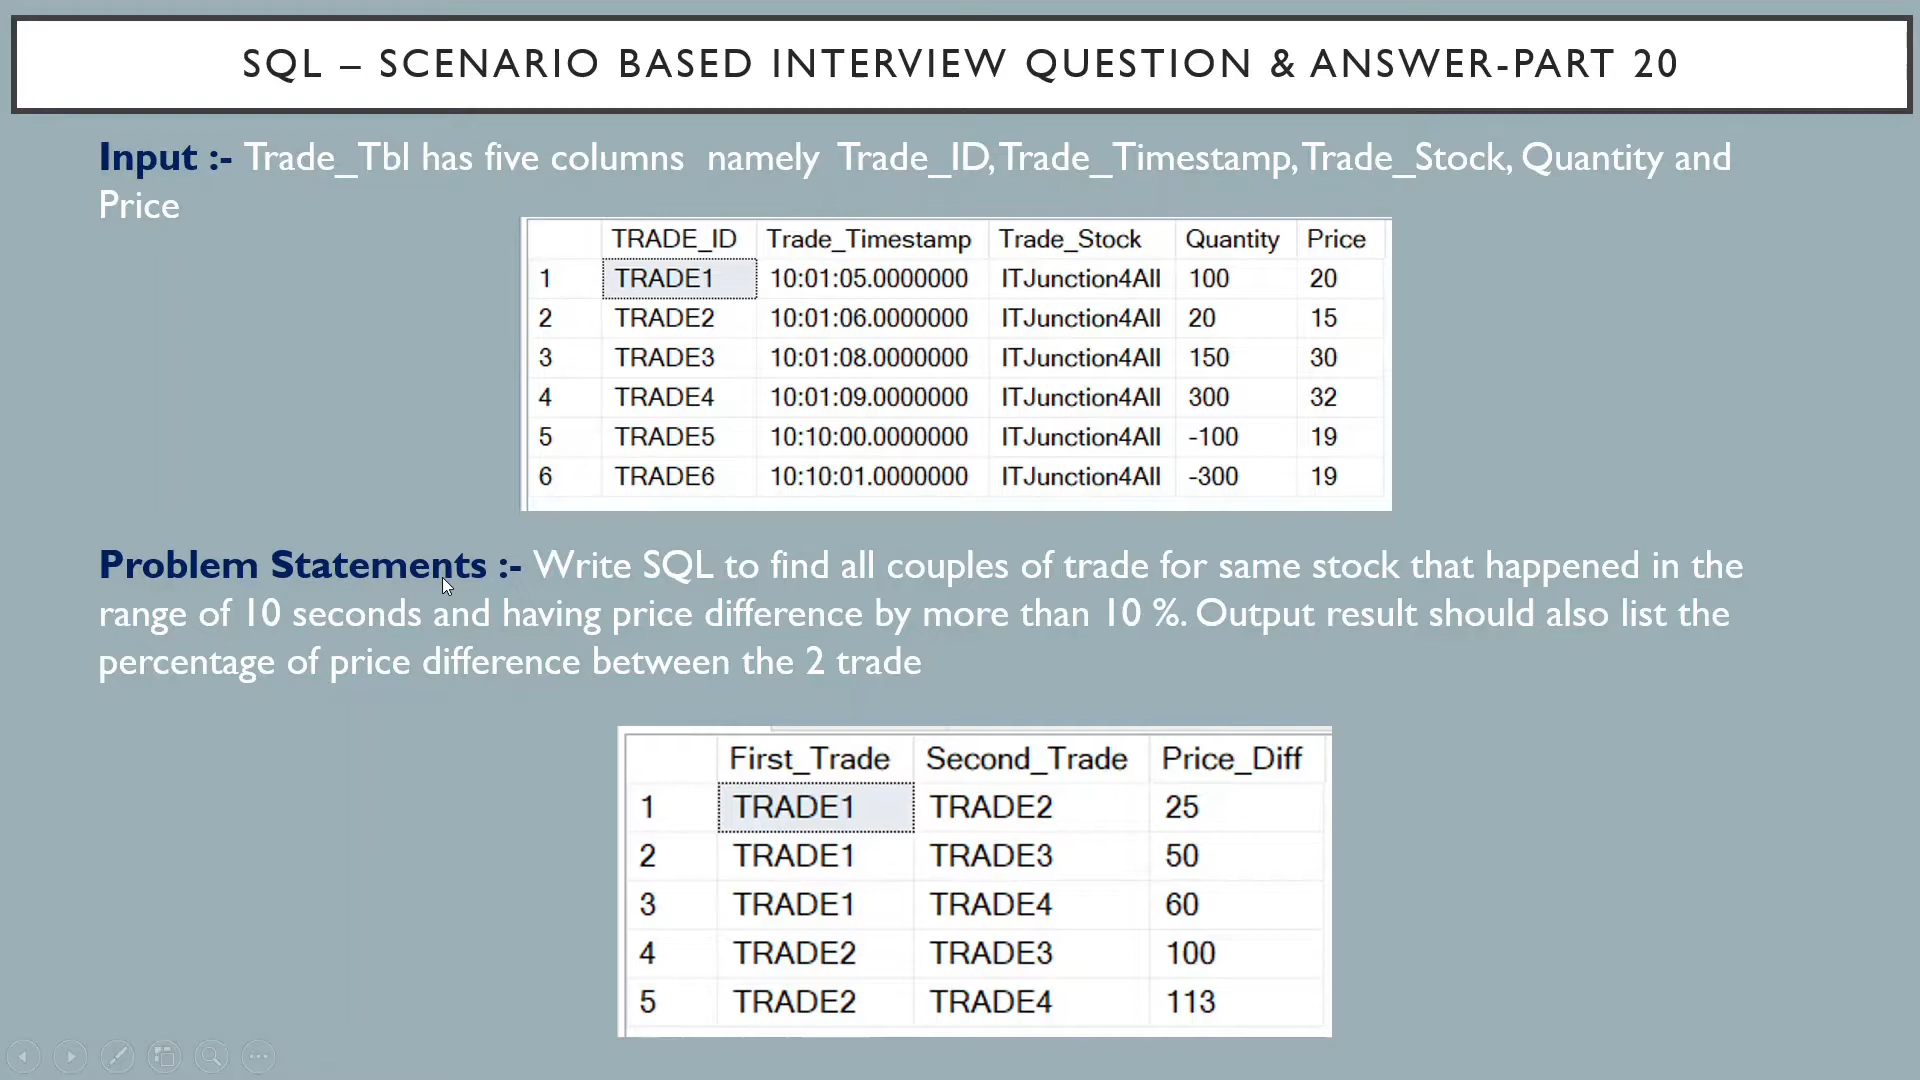 SQL – SCENARIO BASED INTERVIEW QUESTION & ANSWER-PART 20
Input :- Trade_Tbl has five columns namely Trade_ID, Trade_Timestamp, Trade_Stock, Quantity and
Price
TRADE_ID Trade_Timestamp Trade_Stock Quantity Price
1 TRADE1 10:01:05.0000000 ITJunction4All 100 20
2 TRADE2 10:01:06.0000000 ITJunction4All 20 15
3 TRADE3 10:01:08.0000000 ITJunction4All 150 30
4 TRADE4 10:01:09.0000000 ITJunction4All 300 32
5 TRADE5 10:10:00.0000000 ITJunction4All -100 19
6 TRADE6 10:10:01.0000000 ITJunction4All -300 19
Problem Statements :- Write SQL to find all couples of trade for same stock that happened in the
range of 10 seconds and having price difference by more than 10 %. Output result should also list the
percentage of price difference between the 2 trade
First_Trade Second_Trade Price_Diff
1 TRADE1 TRADE2 25
2 TRADE1 TRADE3 50
3 TRADE1 TRADE4 60
4 TRADE2 TRADE3 100
5 TRADE2 TRADE4 113